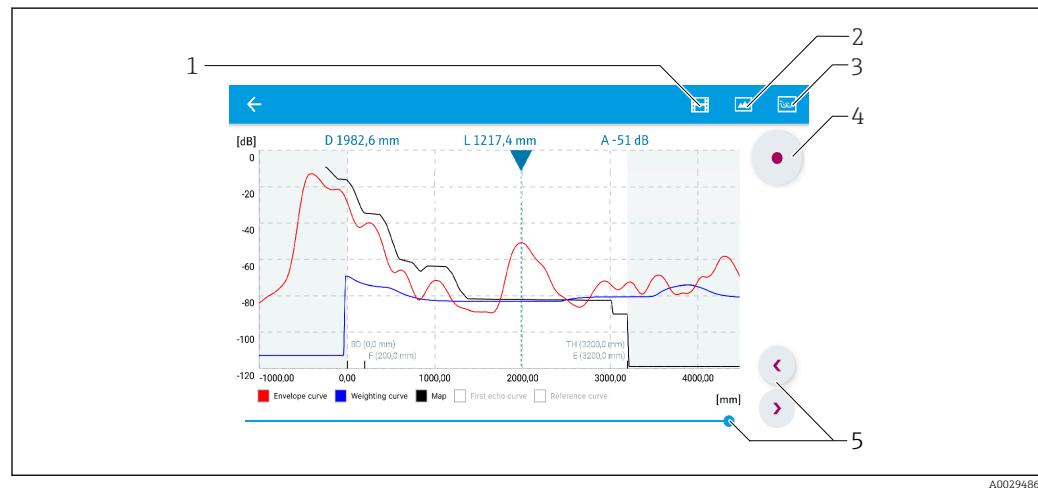 1
2
3
4
[dB] D 1982,6 mm L 1217,4 mm A -51 dB
0
-20
-40
-60
-80
-100
-120
BD (0,0 mm)
F (200,0 mm)
TH (3200,0 mm)
E (3200,0 mm)
-1000,00 0,00 1000,00 2000,00 3000,00 4000,00
Envelope curve Weighting curve Map First echo curve Reference curve
[mm]
5
A0029486